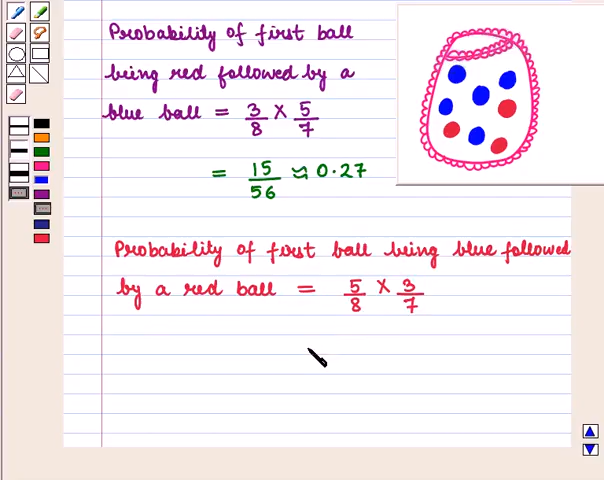 Probability of first ball
being red followed by a
blue ball = 3/8 × 5/7
= 15/56 ≈ 0.27
Probability of first ball being blue followed
by a red ball = 5/8 × 3/7